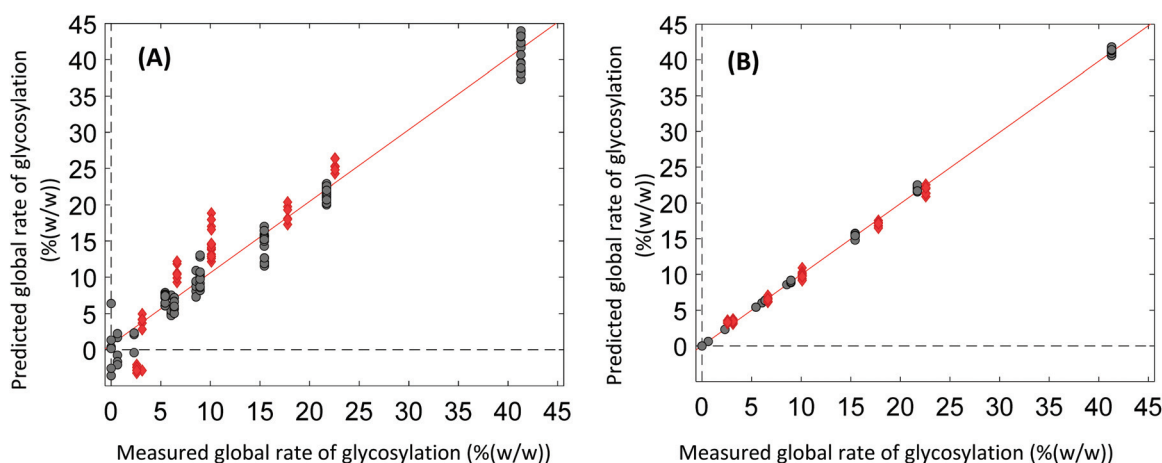 (A)
Predicted global rate of glycosylation
(%(w/w))
45
40
35
30
25
20
15
10
5
0
0 5 10 15 20 25 30 35 40 45
Measured global rate of glycosylation (%(w/w))
(B)
Predicted global rate of glycosylation
(%(w/w))
45
40
35
30
25
20
15
10
5
0
0 5 10 15 20 25 30 35 40 45
Measured global rate of glycosylation (%(w/w))